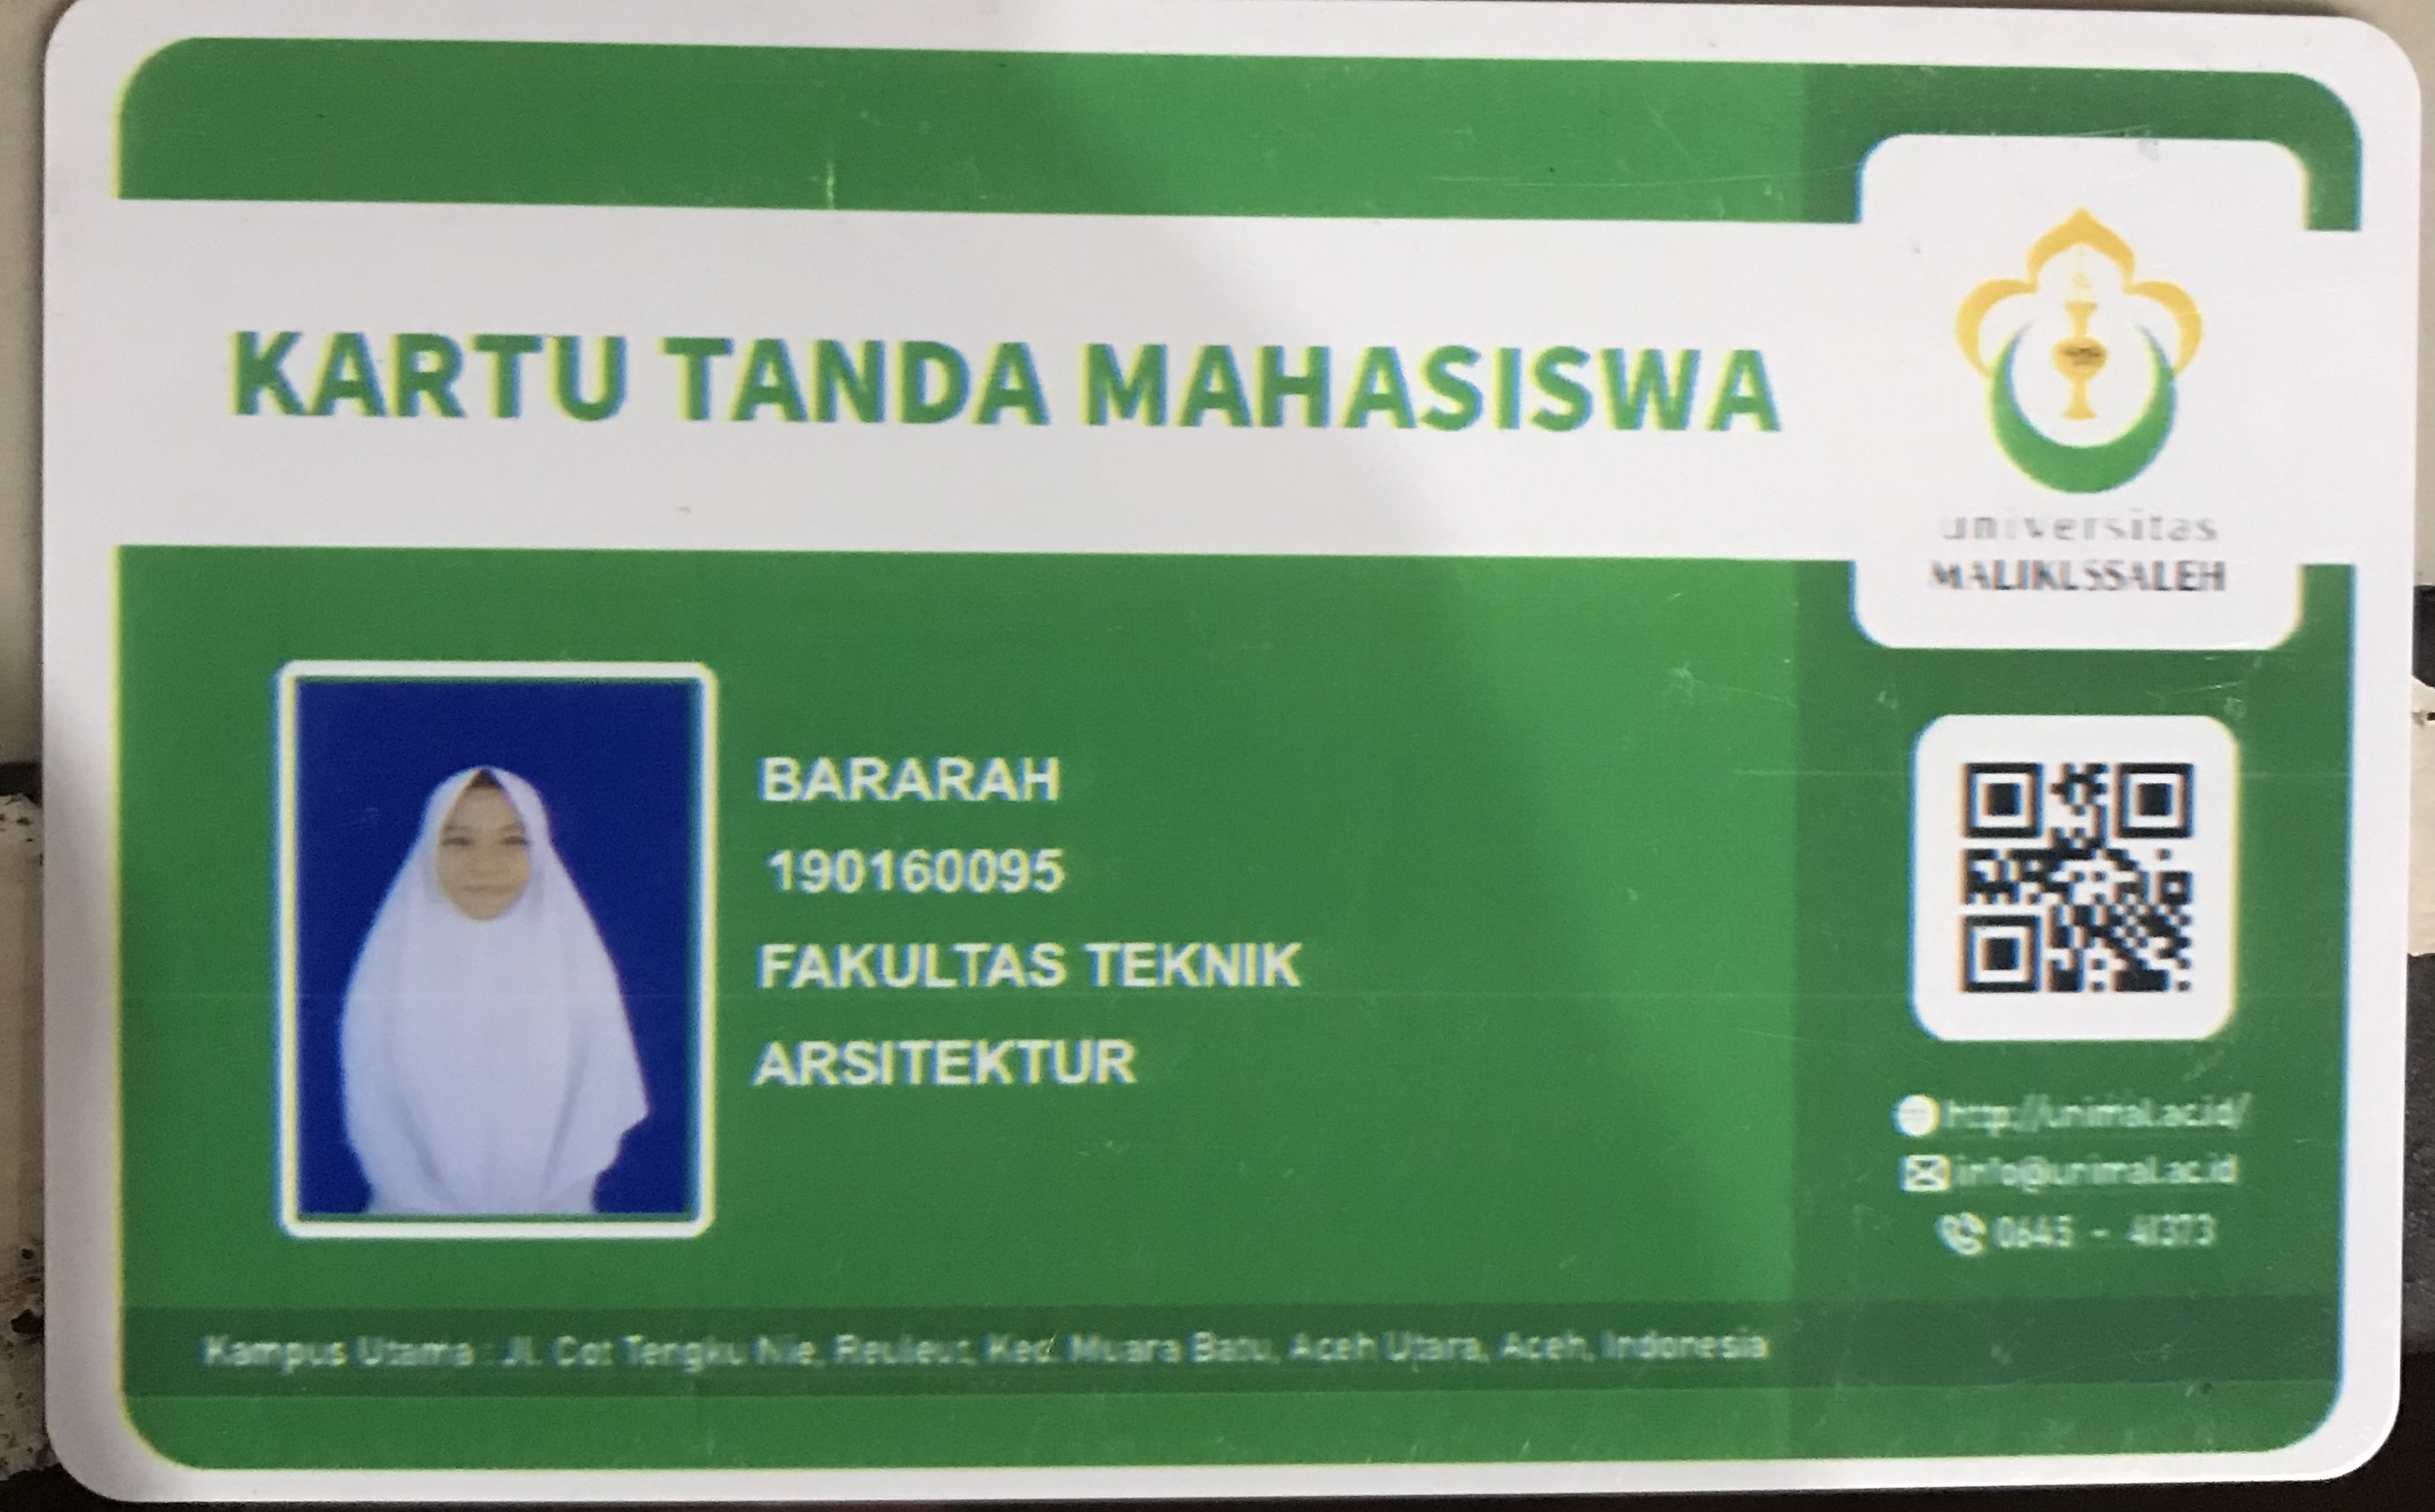 KARTU TANDA MAHASISWA
universitas
MALIKUSSALEH
BARARAH
190160095
FAKULTAS TEKNIK
ARSITEKTUR
http://unimal.ac.id/
info@unimal.ac.id
0645 - 41373
Kampus Utama : Jl. Cot Tengku Nie, Reuleut, Kec. Muara Batu, Aceh Utara, Aceh, Indonesia